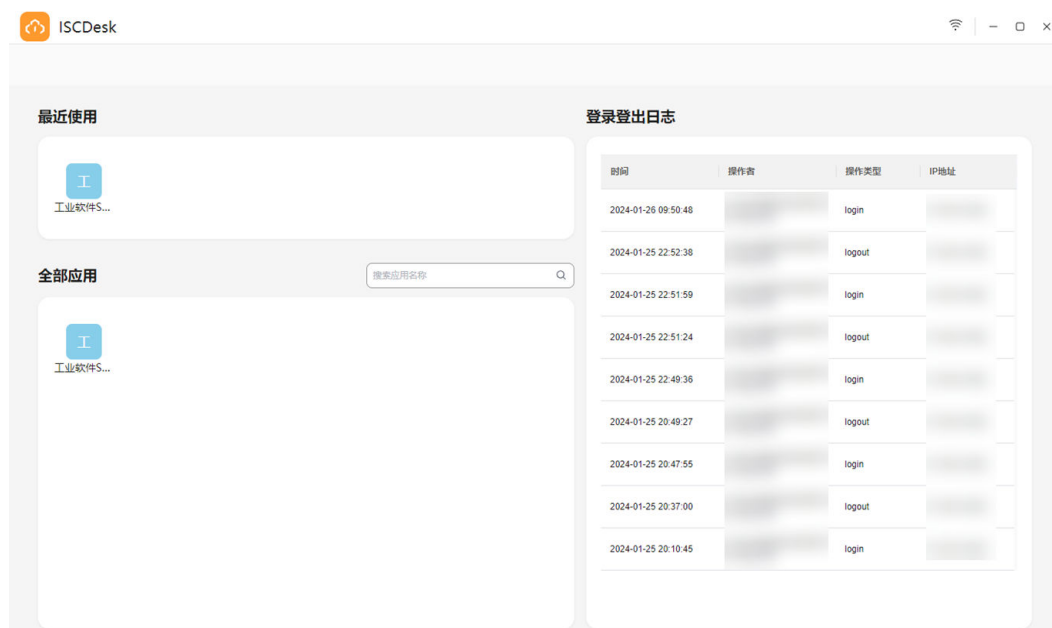 ISCDesk
最近使用
工
工业软件S...
全部应用
搜索应用名称
工
工业软件S...
登录登出日志
时间 操作者 操作类型 IP地址
2024-01-26 09:50:48 login
2024-01-25 22:52:38 logout
2024-01-25 22:51:59 login
2024-01-25 22:51:24 logout
2024-01-25 22:49:36 login
2024-01-25 20:49:27 logout
2024-01-25 20:47:55 login
2024-01-25 20:37:00 logout
2024-01-25 20:10:45 login